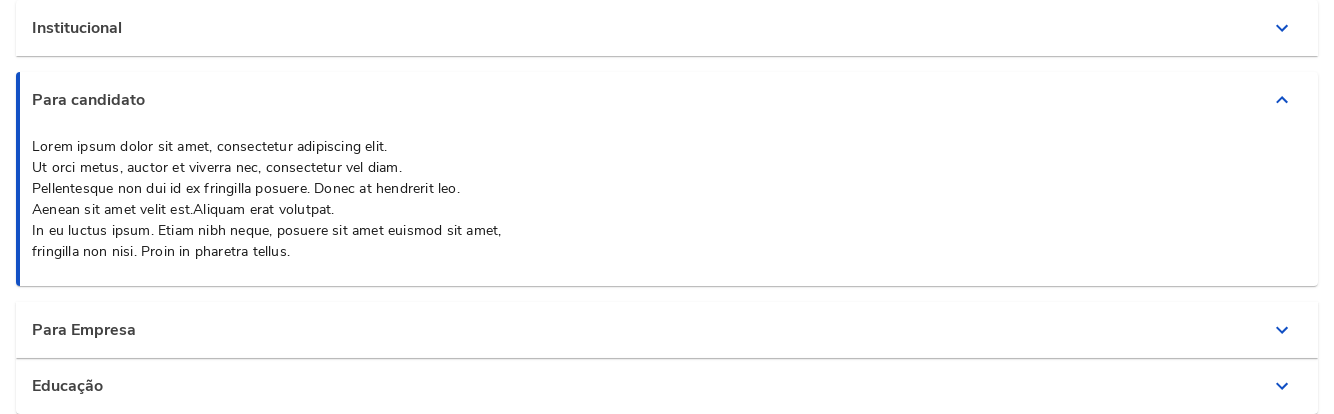 Institucional
Para candidato
Lorem ipsum dolor sit amet, consectetur adipiscing elit.
Ut orci metus, auctor et viverra nec, consectetur vel diam.
Pellentesque non dui id ex fringilla posuere. Donec at hendrerit leo.
Aenean sit amet velit est.Aliquam erat volutpat.
In eu luctus ipsum. Etiam nibh neque, posuere sit amet euismod sit amet,
fringilla non nisi. Proin in pharetra tellus.
Para Empresa
Educação